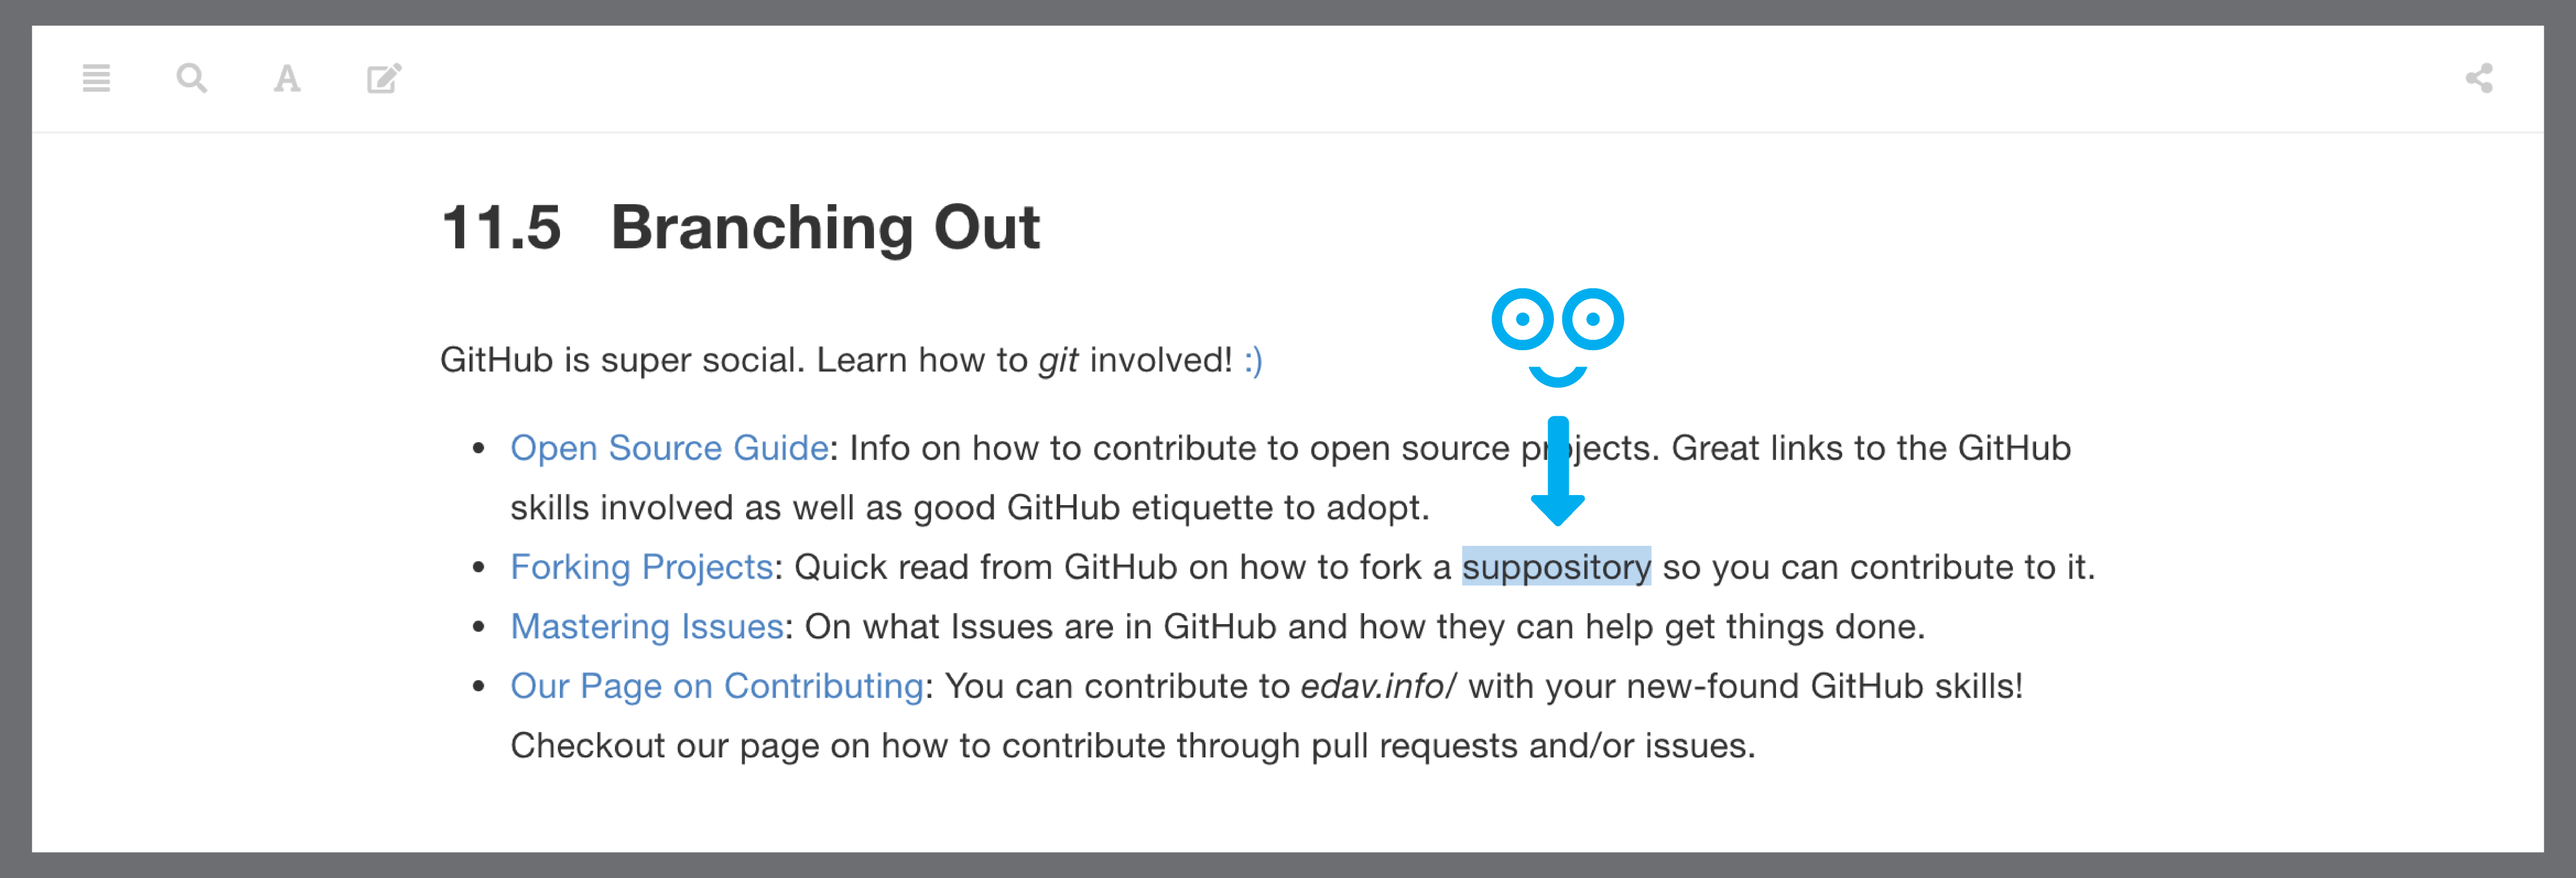 11.5 Branching Out
GitHub is super social. Learn how to git involved! :)
• Open Source Guide: Info on how to contribute to open source projects. Great links to the GitHub
skills involved as well as good GitHub etiquette to adopt.
• Forking Projects: Quick read from GitHub on how to fork a suppository so you can contribute to it.
• Mastering Issues: On what Issues are in GitHub and how they can help get things done.
• Our Page on Contributing: You can contribute to edav.info/ with your new-found GitHub skills!
Checkout our page on how to contribute through pull requests and/or issues.